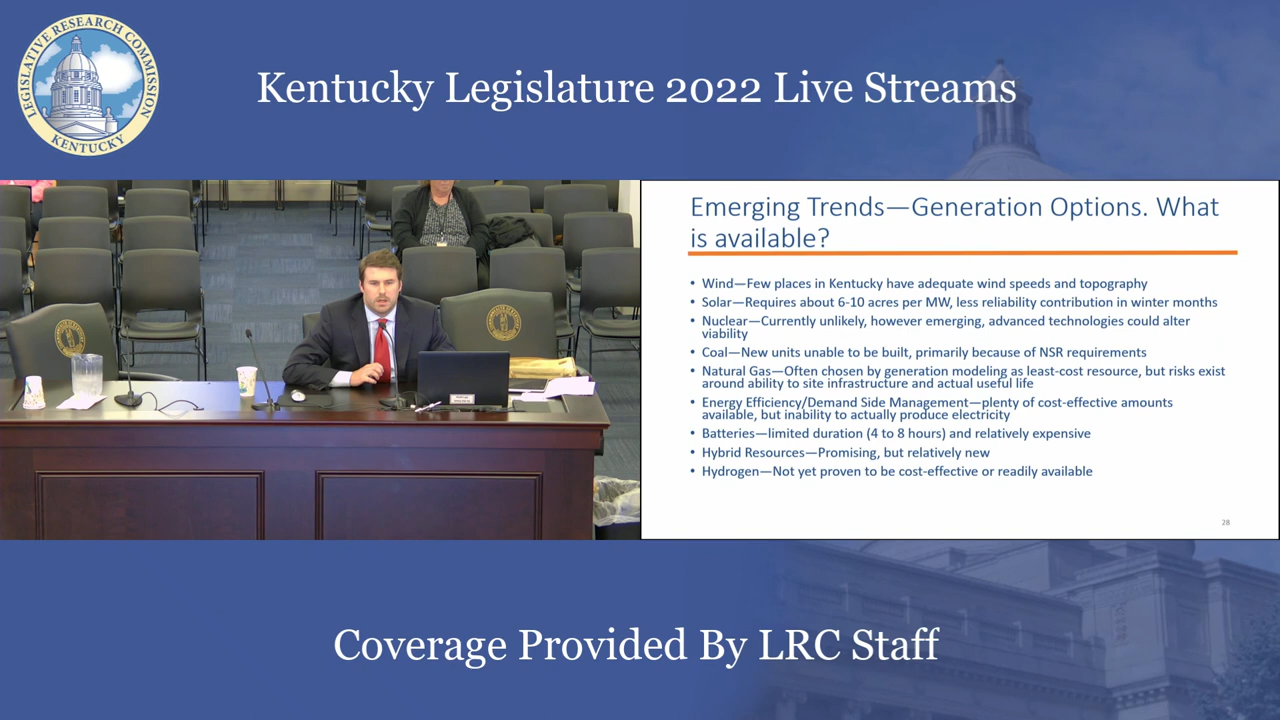 LEGISLATIVE RESEARCH COMMISSION
KENTUCKY
Kentucky Legislature 2022 Live Streams
Emerging Trends—Generation Options. What
is available?
• Wind—Few places in Kentucky have adequate wind speeds and topography
• Solar—Requires about 6-10 acres per MW, less reliability contribution in winter months
• Nuclear—Currently unlikely, however emerging, advanced technologies could alter
viability
• Coal—New units unable to be built, primarily because of NSR requirements
• Natural Gas—Often chosen by generation modeling as least-cost resource, but risks exist
around ability to site infrastructure and actual useful life
• Energy Efficiency/Demand Side Management—plenty of cost-effective amounts
available, but inability to actually produce electricity
• Batteries—limited duration (4 to 8 hours) and relatively expensive
• Hybrid Resources—Promising, but relatively new
• Hydrogen—Not yet proven to be cost-effective or readily available
28
Coverage Provided By LRC Staff